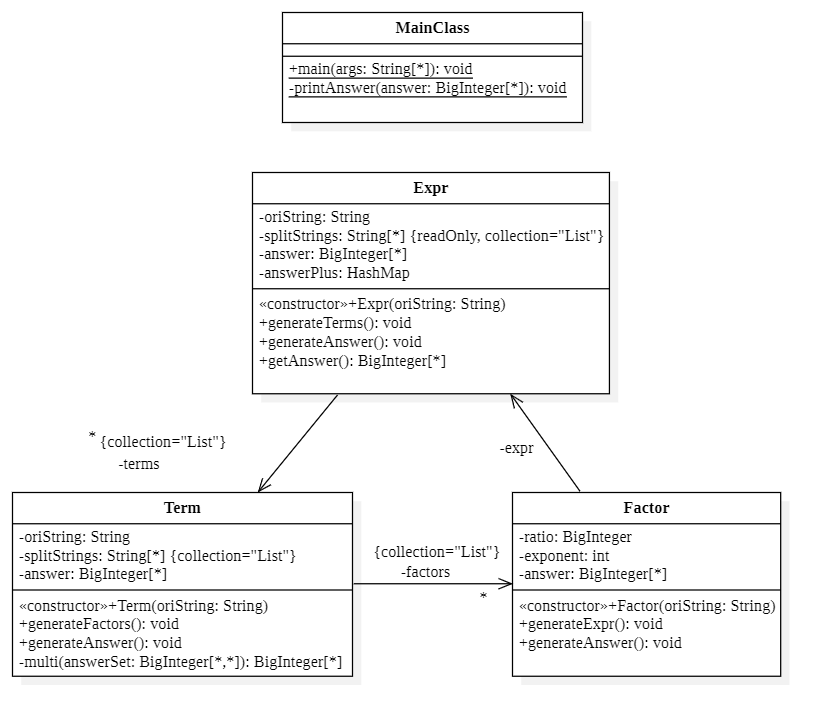 MainClass
+main(args: String[*]): void
-printAnswer(answer: BigInteger[*]): void
Expr
-oriString: String
-splitStrings: String[*] {readOnly, collection="List"}
-answer: BigInteger[*]
-answerPlus: HashMap
«constructor»+Expr(oriString: String)
+generateTerms(): void
+generateAnswer(): void
+getAnswer(): BigInteger[*]
* {collection="List"}
-terms
-expr
Term
-oriString: String
-splitStrings: String[*] {collection="List"}
-answer: BigInteger[*]
«constructor»+Term(oriString: String)
+generateFactors(): void
+generateAnswer(): void
-multi(answerSet: BigInteger[*,*]): BigInteger[*]
{collection="List"}
-factors
*
Factor
-ratio: BigInteger
-exponent: int
-answer: BigInteger[*]
«constructor»+Factor(oriString: String)
+generateExpr(): void
+generateAnswer(): void